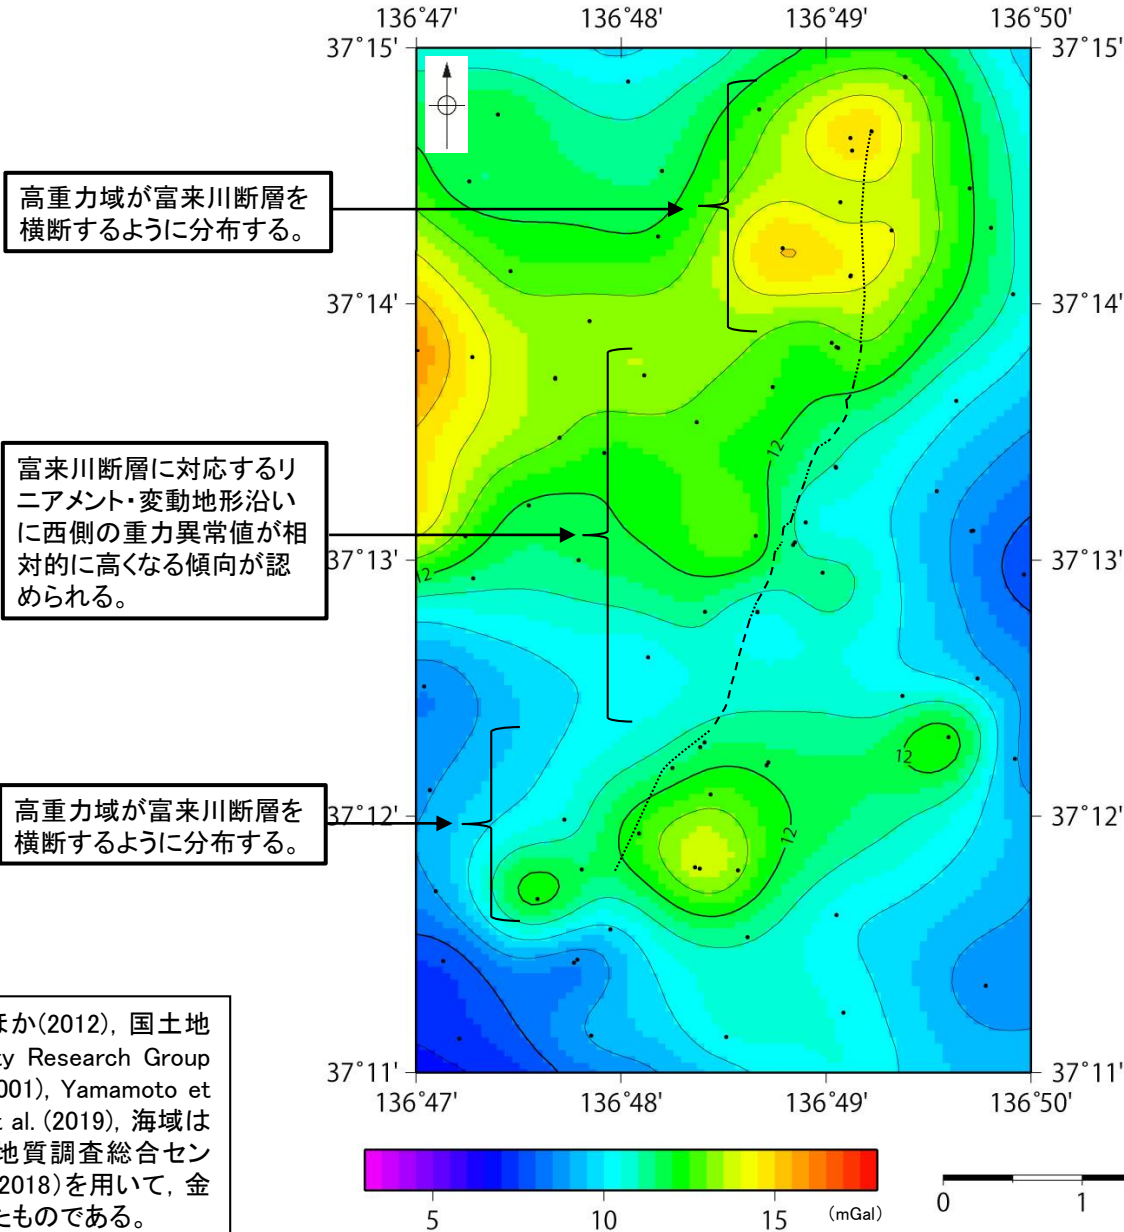 136°47'
136°48'
136°49'
136°50'
37°15'
37°15'
高重力域が富来川断層を
横断するように分布する。
37°14'
37°14'
12
富来川断層に対応するリ
ニアメント・変動地形沿い
に西側の重力異常値が相
対的に高くなる傾向が認
められる。
37°13'
37°13'
12
12
高重力域が富来川断層を
横断するように分布する。
37°12'
37°12'
12
ほか(2012), 国土地
ty Research Group
001), Yamamoto et
t al. (2019), 海域は
地質調査総合セン
2018)を用いて, 金
たものである。
37°11'
37°11'
136°47'
136°48'
136°49'
136°50'
5
10
15
(mGal)
0
1